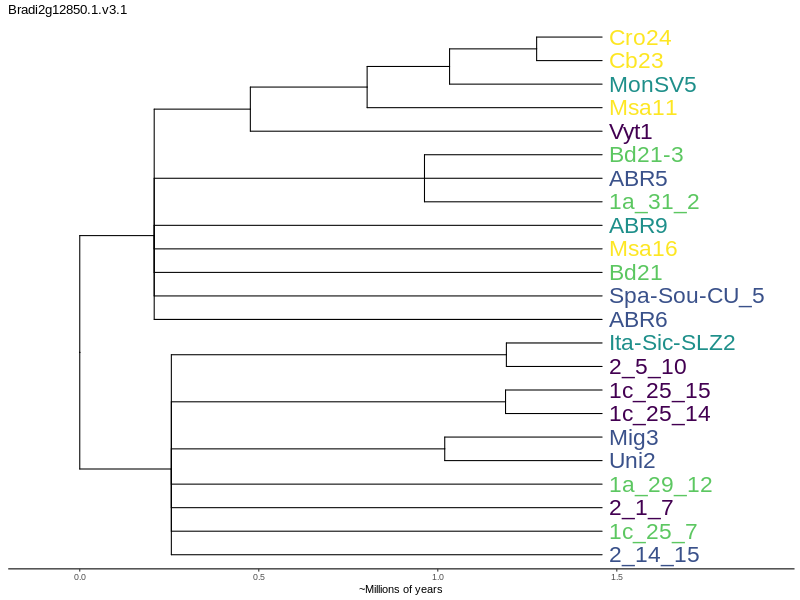 Bradi2g12850.1.v3.1
Cro24
Cb23
MonSV5
Msa11
Vyt1
Bd21-3
ABR5
1a_31_2
ABR9
Msa16
Bd21
Spa-Sou-CU_5
ABR6
Ita-Sic-SLZ2
2_5_10
1c_25_15
1c_25_14
Mig3
Uni2
1a_29_12
2_1_7
1c_25_7
2_14_15
0.0 0.5 1.0 1.5
~Millions of years